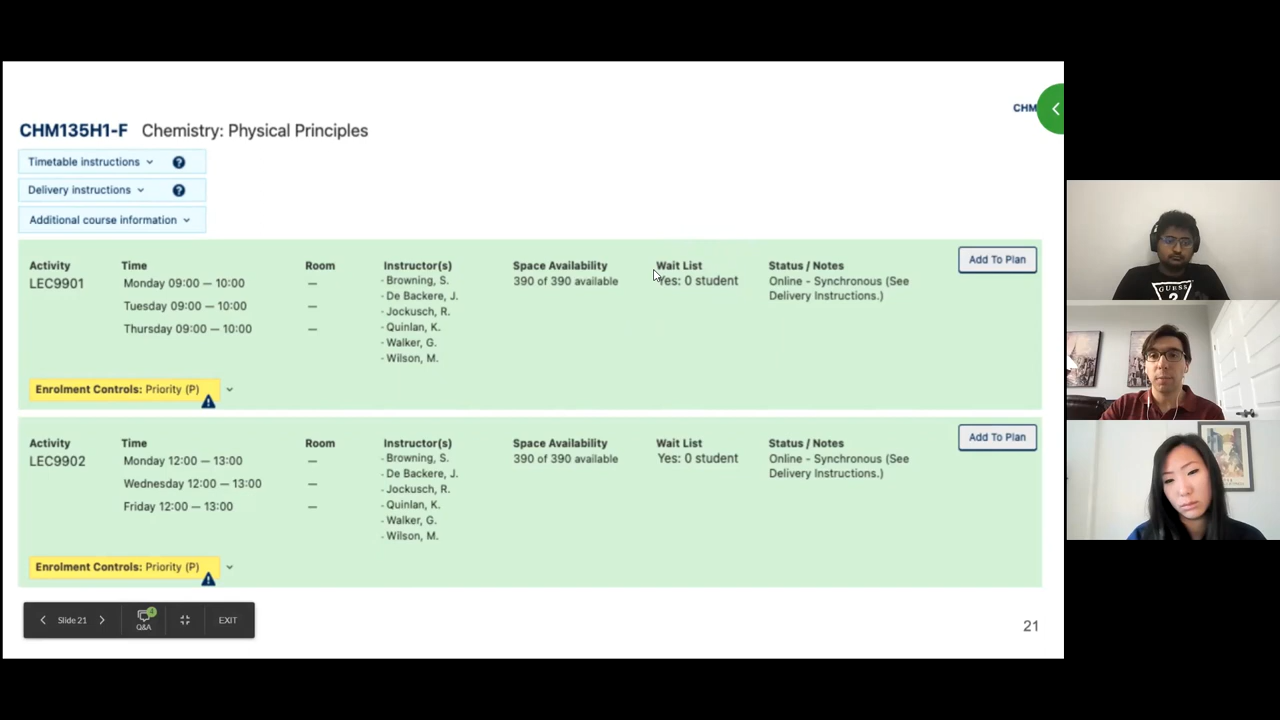 CHM
CHM135H1-F Chemistry: Physical Principles
Timetable instructions
Delivery instructions
Additional course information
Activity Time Room Instructor(s) Space Availability Wait List Status / Notes Add To Plan
LEC9901 Monday 09:00 — 10:00 — - Browning, S. 390 of 390 available Yes: 0 student Online - Synchronous (See
- De Backere, J. Delivery Instructions.)
Tuesday 09:00 — 10:00 — - Jockusch, R.
Thursday 09:00 — 10:00 — - Quinlan, K.
- Walker, G.
- Wilson, M.
Enrolment Controls: Priority (P)
Activity Time Room Instructor(s) Space Availability Wait List Status / Notes Add To Plan
LEC9902 Monday 12:00 — 13:00 — - Browning, S. 390 of 390 available Yes: 0 student Online - Synchronous (See
- De Backere, J. Delivery Instructions.)
Wednesday 12:00 — 13:00 — - Jockusch, R.
Friday 12:00 — 13:00 — - Quinlan, K.
- Walker, G.
- Wilson, M.
Enrolment Controls: Priority (P)
Slide 21 4 Q&A EXIT
21
GUESS